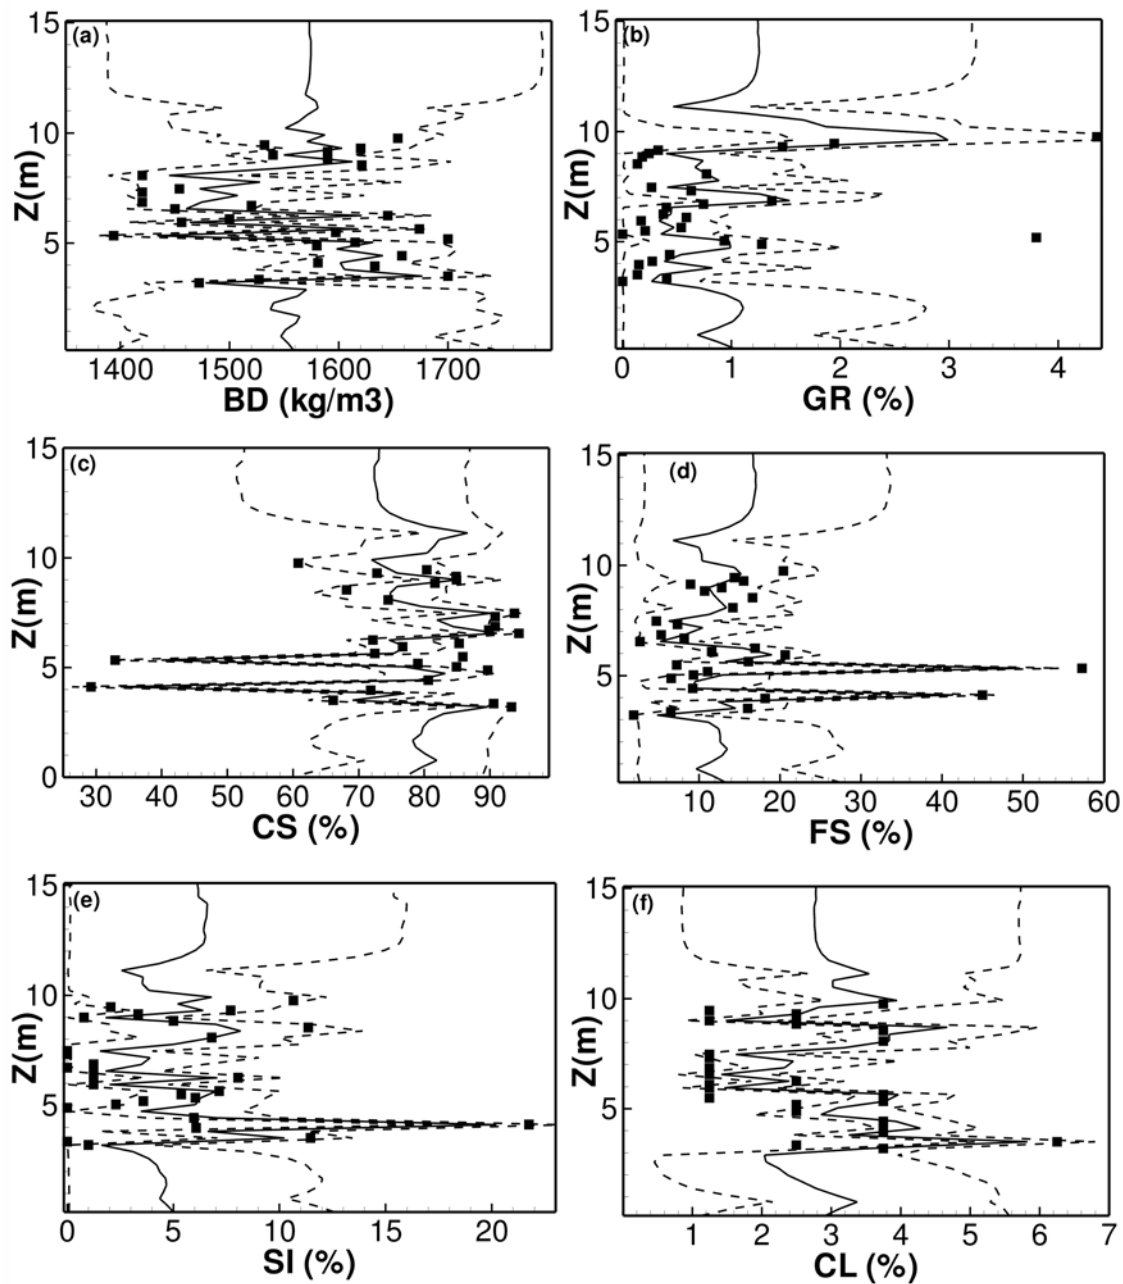 15 (a)
10
Z(m)
5
1400 1500 1600 1700
BD (kg/m3)
15 (b)
10
Z(m)
5
0 1 2 3 4
GR (%)
15 (c)
10
Z(m)
5
0
30 40 50 60 70 80 90
CS (%)
15 (d)
10
Z(m)
5
10 20 30 40 50 60
FS (%)
15 (e)
10
Z(m)
5
0 5 10 15 20
SI (%)
15 (f)
10
Z(m)
5
1 2 3 4 5 6 7
CL (%)